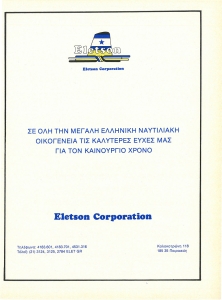 Eletson
Eletson Corporation
ΣΕ ΟΛΗ ΤΗΝ ΜΕΓΑΛΗ ΕΛΛΗΝΙΚΗ ΝΑΥΤΙΛΙΑΚΗ
ΟΙΚΟΓΕΝΕΙΑ ΤΙΣ ΚΑΛΥΤΕΡΕΣ ΕΥΧΕΣ ΜΑΣ
ΓΙΑ ΤΟΝ ΚΑΙΝΟΥΡΓΙΟ ΧΡΟΝΟ
Eletson Corporation